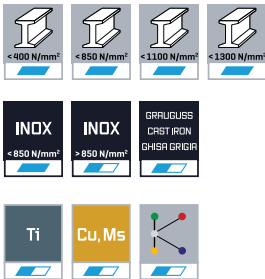 <400 N/mm²
<850 N/mm²
<1100 N/mm²
<1300 N/mm²
INOX
<850 N/mm²
INOX
>850 N/mm²
GRAUGUSS
CAST IRON
GHISA GRIGIA
Ti
Cu, Ms